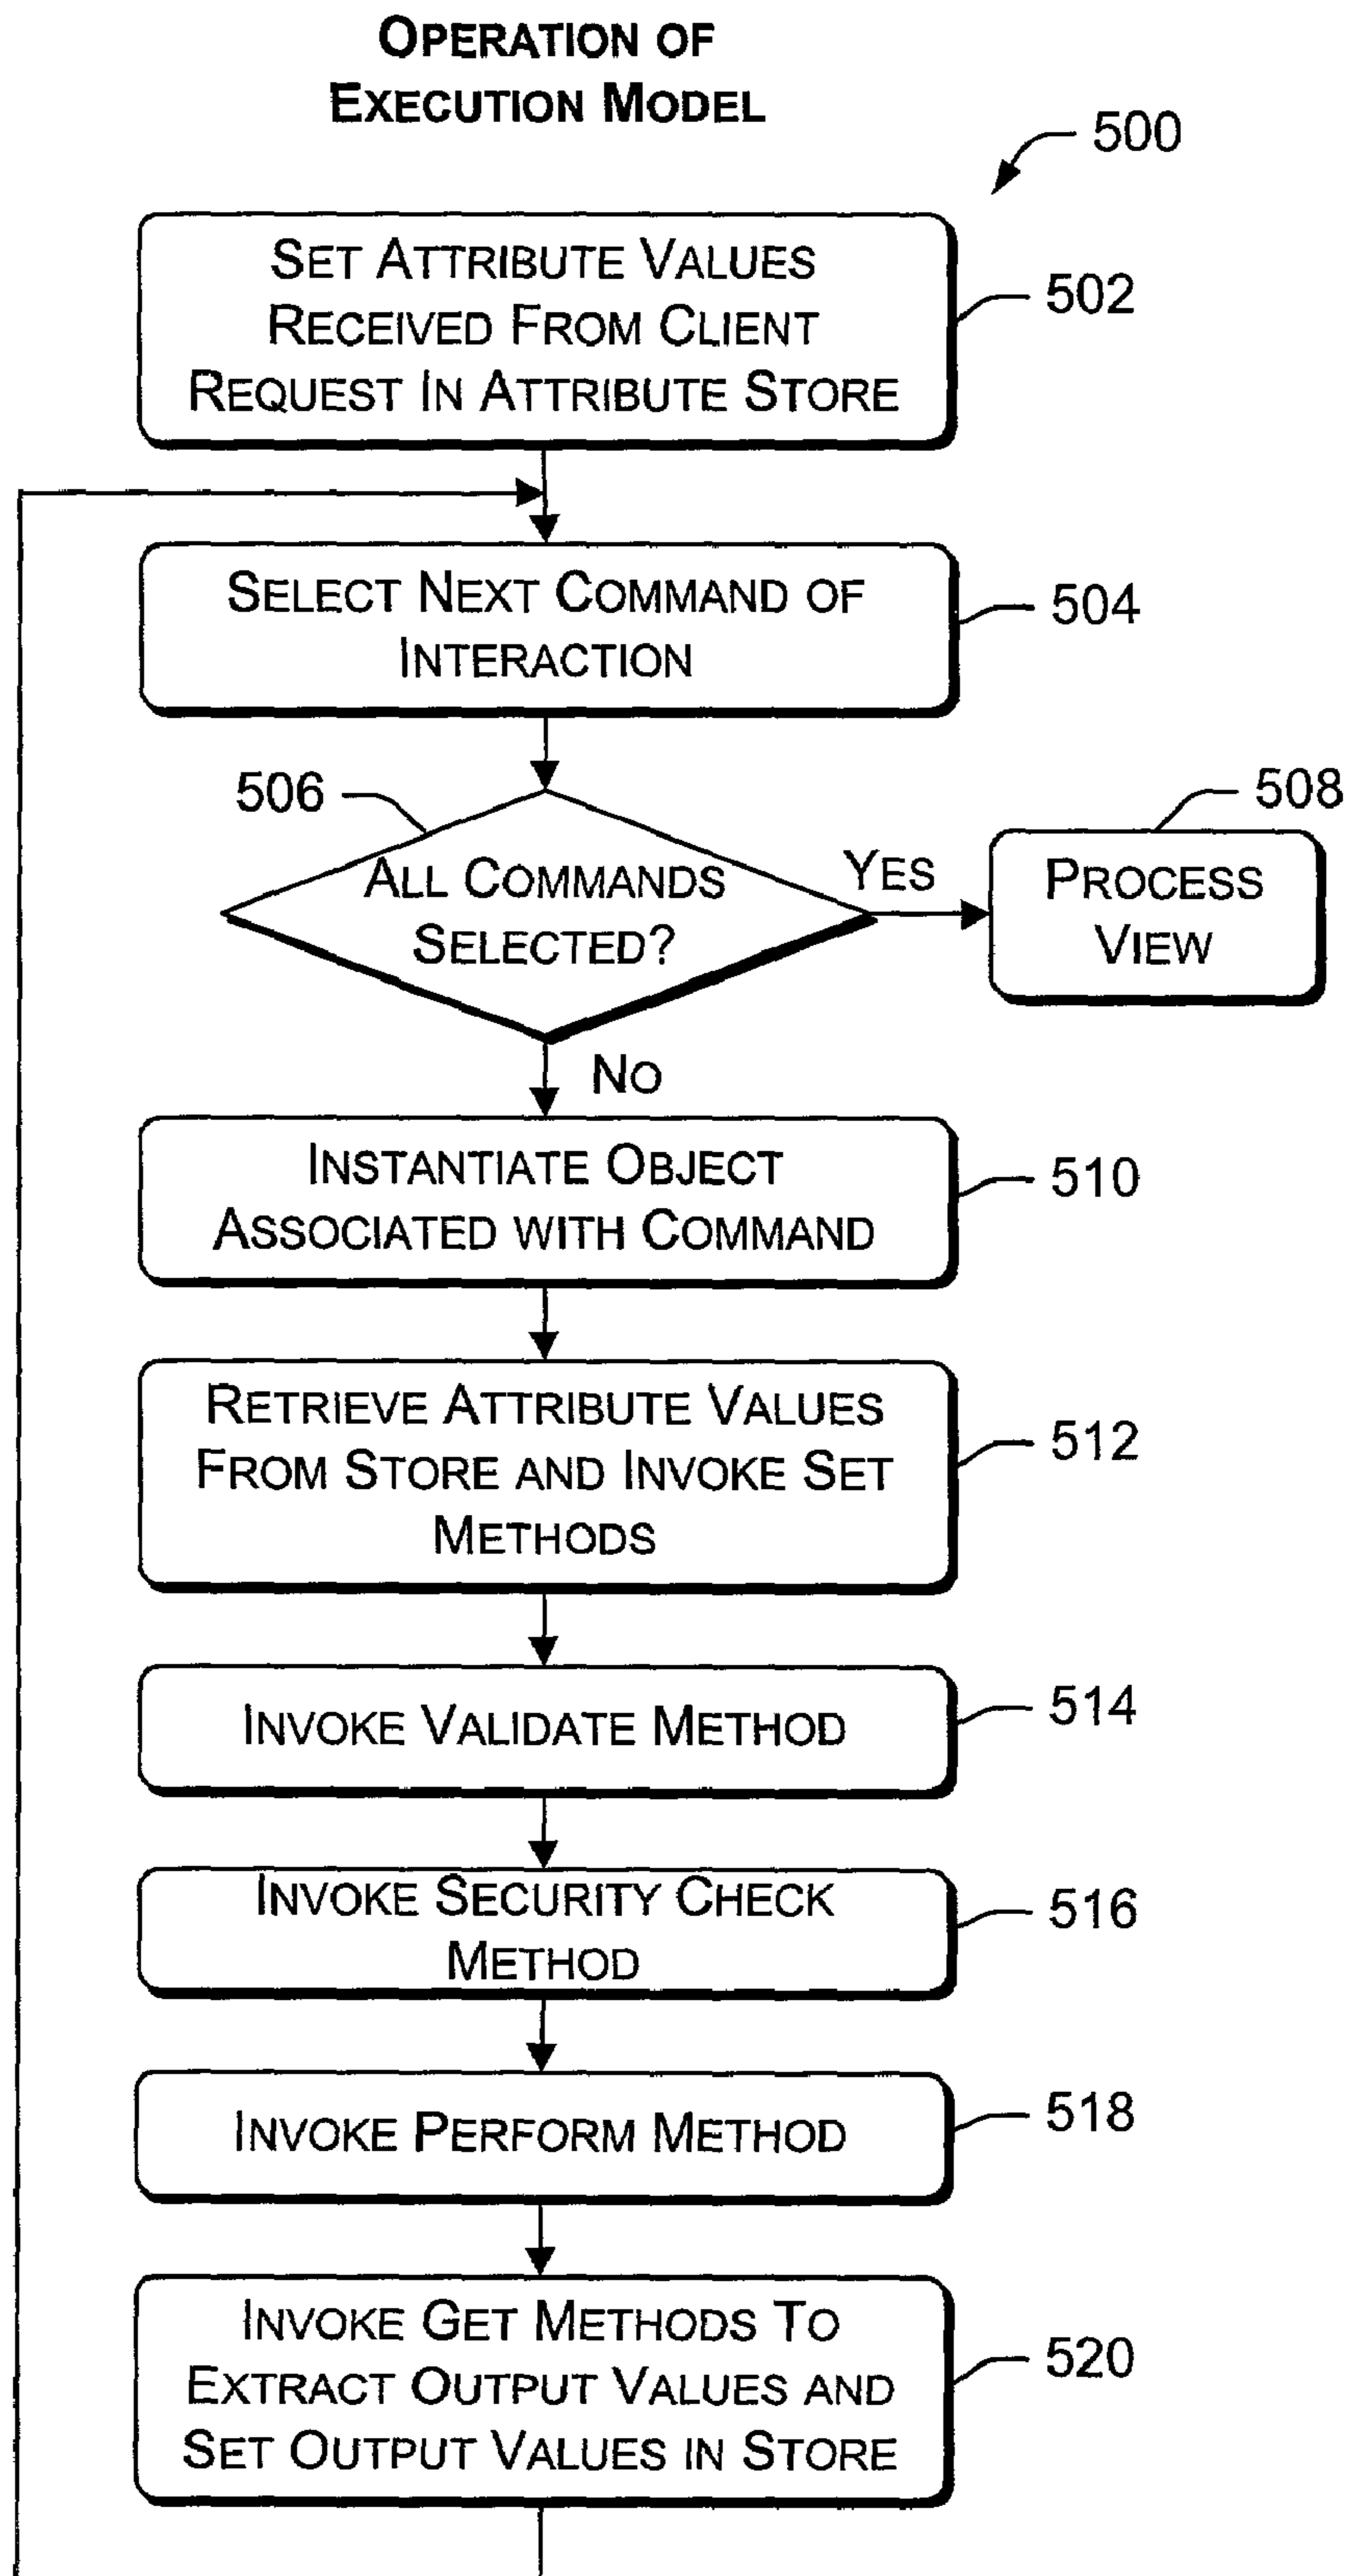 OPERATION OF
EXECUTION MODEL
500
SET ATTRIBUTE VALUES
RECEIVED FROM CLIENT
REQUEST IN ATTRIBUTE STORE
502
SELECT NEXT COMMAND OF
INTERACTION
504
506
ALL COMMANDS
SELECTED?
YES
508
PROCESS
VIEW
NO
INSTANTIATE OBJECT
ASSOCIATED WITH COMMAND
510
RETRIEVE ATTRIBUTE VALUES
FROM STORE AND INVOKE SET
METHODS
512
INVOKE VALIDATE METHOD
514
INVOKE SECURITY CHECK
METHOD
516
INVOKE PERFORM METHOD
518
INVOKE GET METHODS TO
EXTRACT OUTPUT VALUES AND
SET OUTPUT VALUES IN STORE
520